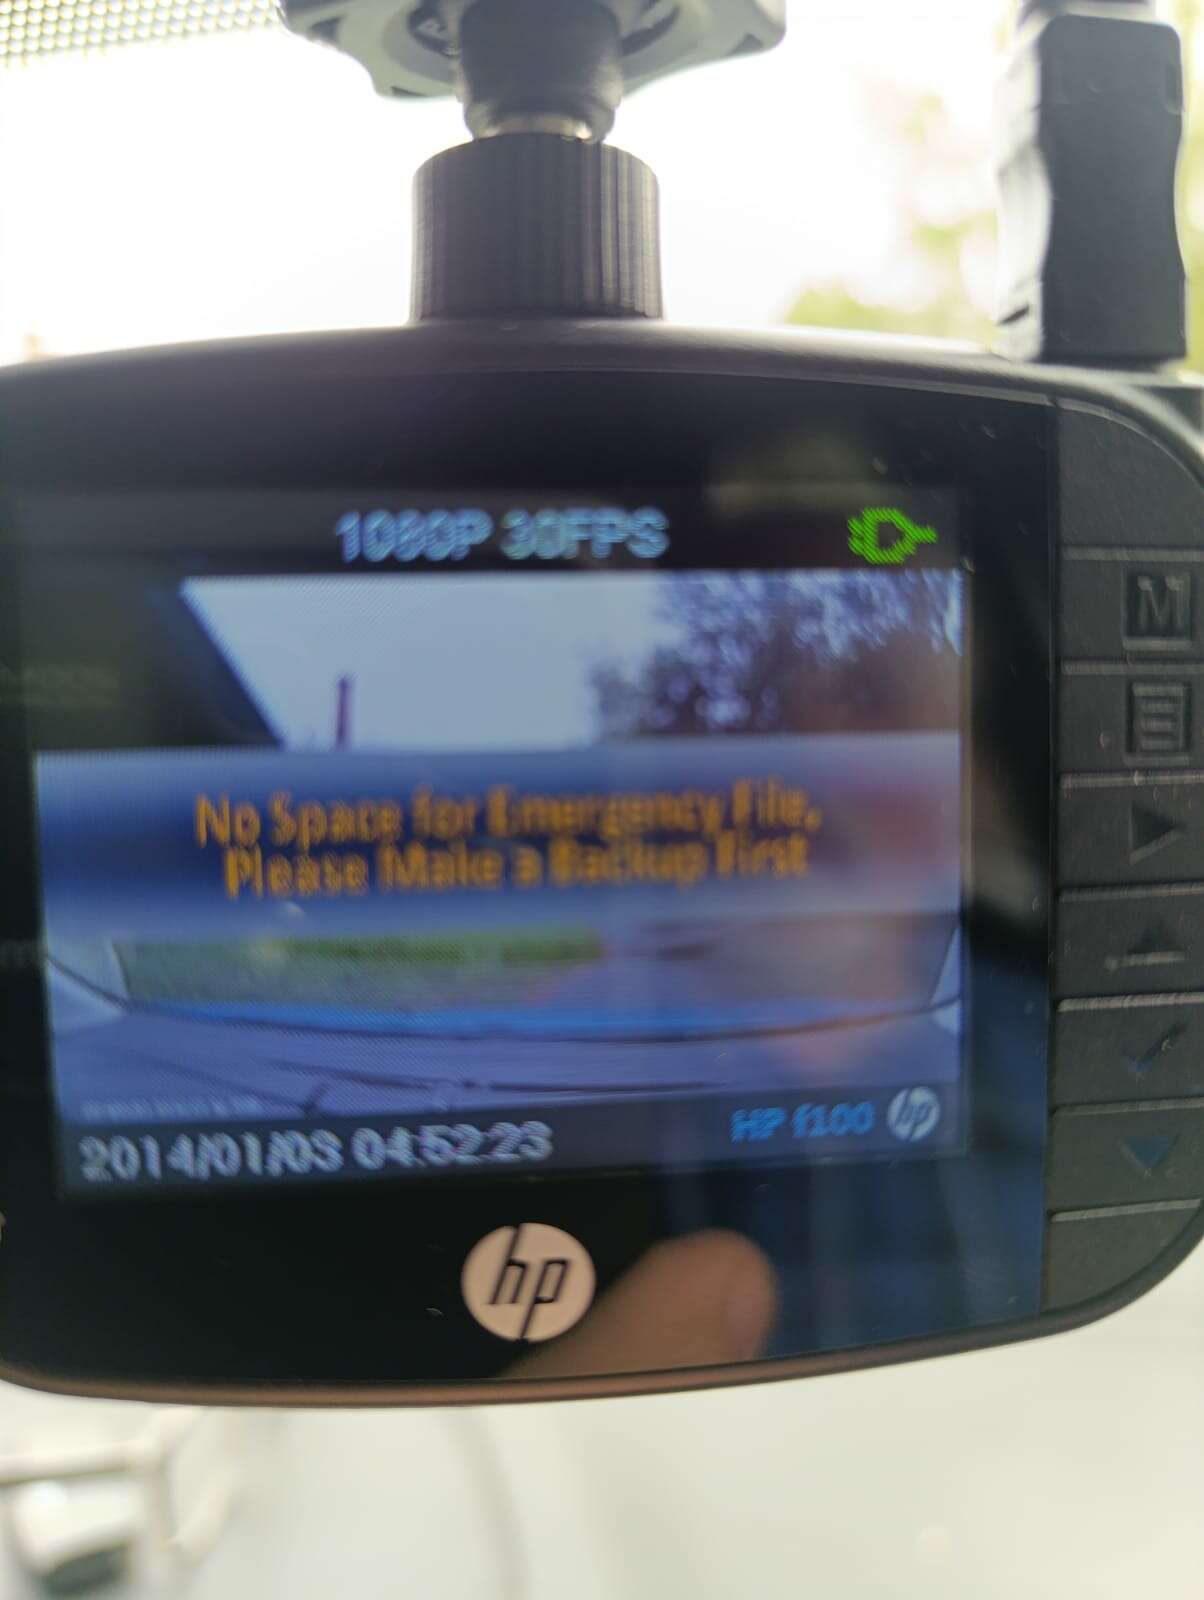 1080P 30FPS
M
No Space for Emergency File,
Please Make a Backup First
HP f100 hp
2014/01/03 04:52:23
hp